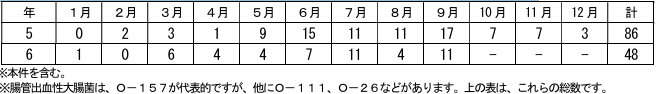 年 １月 ２月 ３月 ４月 ５月 ６月 ７月 ８月 ９月 10月 11月 12月 計
5 0 2 3 1 9 15 11 11 17 7 7 3 86
6 1 0 6 4 4 7 11 4 11 － － － 48
※本件を含む。
※腸管出血性大腸菌は、Ｏ－１５７が代表的ですが、他にＯ－１１１、Ｏ－２６などがあります。上の表は、これらの総数です。